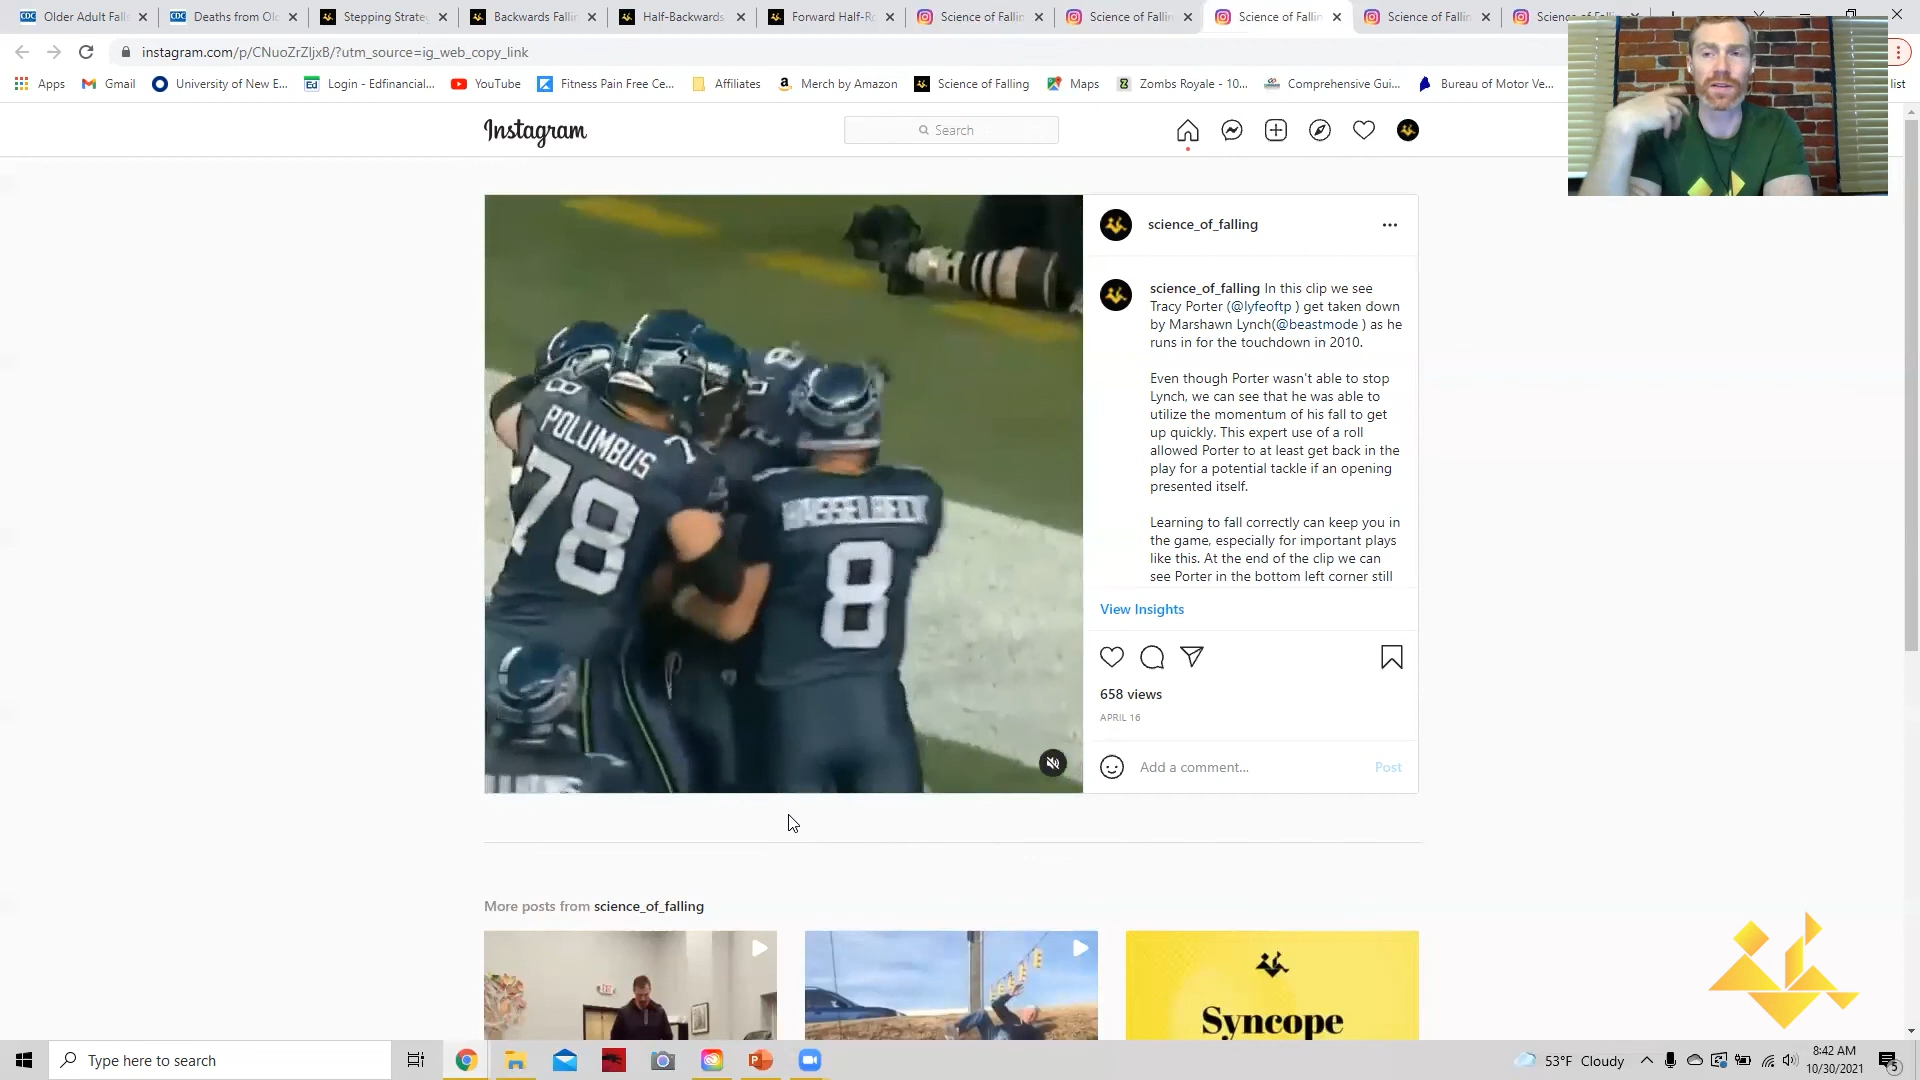 CDC Older Adult Fall
CDC Deaths from Ol
Stepping Strate
Backwards Fallin
Half-Backwards
Forward Half-R
Science of Fallin
Science of Fallin
Science of Fallin
Science of Fallin
instagram.com/p/CNuoZrZIjxB/?utm_source=ig_web_copy_link
Apps
Gmail
University of New E...
Ed Login - Edfinancial...
YouTube
Fitness Pain Free Ce...
Affiliates
Merch by Amazon
Science of Falling
Maps
Zombs Royale - 10...
Comprehensive Gui...
Bureau of Motor Ve...
list
Instagram
Search
science_of_falling
science_of_falling In this clip we see
Tracy Porter (@lyfeoftp ) get taken down
by Marshawn Lynch(@beastmode ) as he
runs in for the touchdown in 2010.
Even though Porter wasn't able to stop
Lynch, we can see that he was able to
utilize the momentum of his fall to get
up quickly. This expert use of a roll
allowed Porter to at least get back in the
play for a potential tackle if an opening
presented itself.
Learning to fall correctly can keep you in
the game, especially for important plays
like this. At the end of the clip we can
see Porter in the bottom left corner still
View Insights
658 views
APRIL 16
Add a comment...
Post
POLUMBUS
78
HASSELBECK
8
8
More posts from science_of_falling
Syncope
Type here to search
53°F Cloudy
8:42 AM
10/30/2021
5